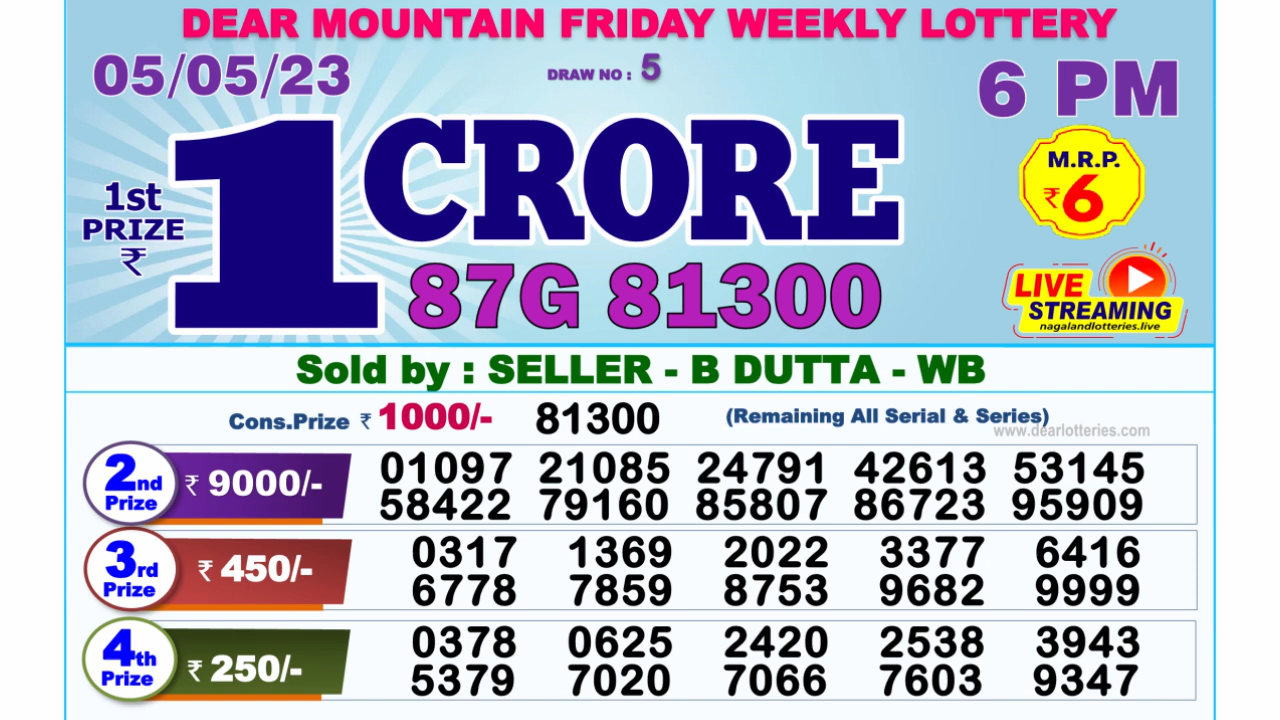 DEAR MOUNTAIN FRIDAY WEEKLY LOTTERY
05/05/23
DRAW NO : 5
6 PM
1st
PRIZE
₹
1 CRORE
87G 81300
M.R.P.
₹6
LIVE
STREAMING
nagalandlotteries.live
Sold by : SELLER - B DUTTA - WB
Cons.Prize ₹ 1000/- 81300 (Remaining All Serial & Series)
www.dearlotteries.com
2nd Prize ₹ 9000/-
01097 21085 24791 42613 53145
58422 79160 85807 86723 95909
3rd Prize ₹ 450/-
0317 1369 2022 3377 6416
6778 7859 8753 9682 9999
4th Prize ₹ 250/-
0378 0625 2420 2538 3943
5379 7020 7066 7603 9347